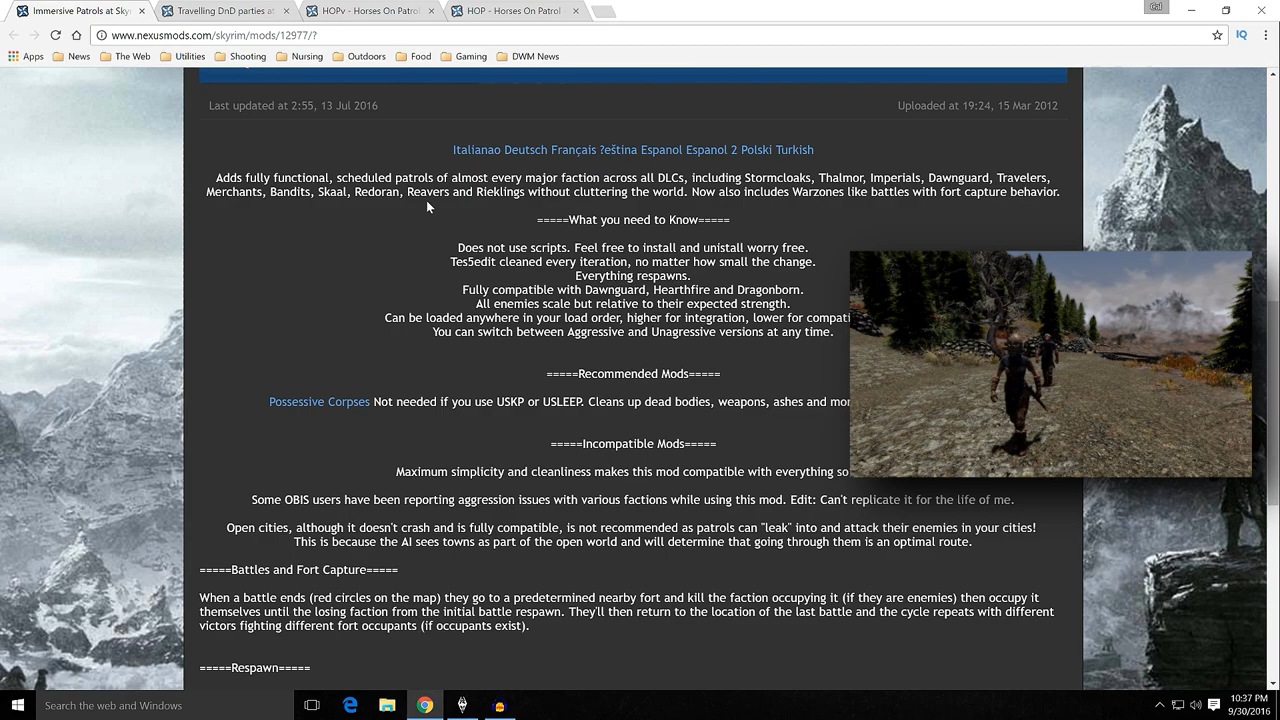 Immersive Patrols at Sky
Travelling DnD parties at
HOPv - Horses On Patrol
HOP - Horses On Patrol
www.nexusmods.com/skyrim/mods/12977/?
Apps News The Web Utilities Shooting Nursing Outdoors Food Gaming DWM News
Last updated at 2:55, 13 Jul 2016
Uploaded at 19:24, 15 Mar 2012
Italianao Deutsch Français ?eština Espanol Espanol 2 Polski Turkish
Adds fully functional, scheduled patrols of almost every major faction across all DLCs, including Stormcloaks, Thalmor, Imperials, Dawnguard, Travelers,
Merchants, Bandits, Skaal, Redoran, Reavers and Rieklings without cluttering the world. Now also includes Warzones like battles with fort capture behavior.
=====What you need to Know=====
Does not use scripts. Feel free to install and unistall worry free.
Tes5edit cleaned every iteration, no matter how small the change.
Everything respawns.
Fully compatible with Dawnguard, Hearthfire and Dragonborn.
All enemies scale but relative to their expected strength.
Can be loaded anywhere in your load order, higher for integration, lower for compati
You can switch between Aggressive and Unagressive versions at any time.
=====Recommended Mods=====
Possessive Corpses Not needed if you use USKP or USLEEP. Cleans up dead bodies, weapons, ashes and mor
=====Incompatible Mods=====
Maximum simplicity and cleanliness makes this mod compatible with everything so
Some OBIS users have been reporting aggression issues with various factions while using this mod. Edit: Can't replicate it for the life of me.
Open cities, although it doesn't crash and is fully compatible, is not recommended as patrols can "leak" into and attack their enemies in your cities!
This is because the AI sees towns as part of the open world and will determine that going through them is an optimal route.
=====Battles and Fort Capture=====
When a battle ends (red circles on the map) they go to a predetermined nearby fort and kill the faction occupying it (if they are enemies) then occupy it
themselves until the losing faction from the initial battle respawn. They'll then return to the location of the last battle and the cycle repeats with different
victors fighting different fort occupants (if occupants exist).
=====Respawn=====
Search the web and Windows
10:37 PM
9/30/2016